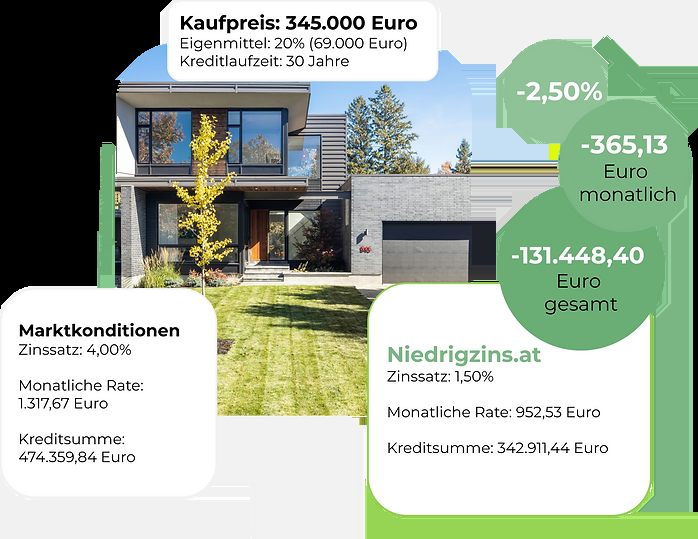 Kaufpreis: 345.000 Euro
Eigenmittel: 20% (69.000 Euro)
Kreditlaufzeit: 30 Jahre
-2,50%
-365,13
Euro
monatlich
-131.448,40
Euro
gesamt
Marktkonditionen
Zinssatz: 4,00%
Monatliche Rate:
1.317,67 Euro
Kreditsumme:
474.359,84 Euro
Niedrigzins.at
Zinssatz: 1,50%
Monatliche Rate: 952,53 Euro
Kreditsumme: 342.911,44 Euro